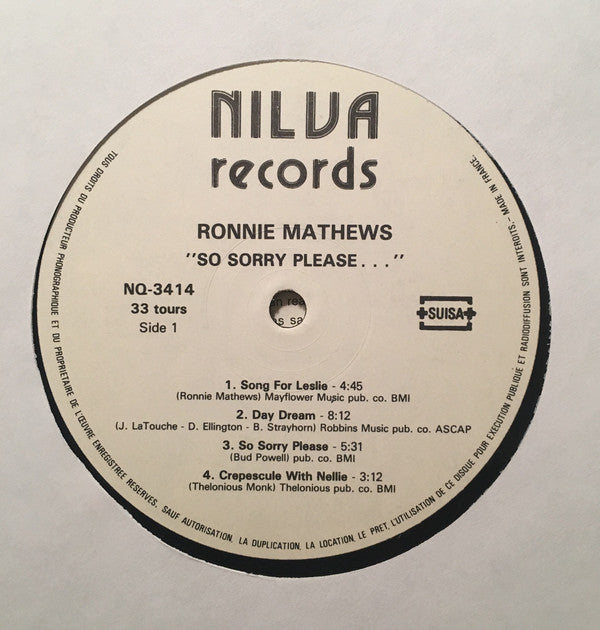 NILVA
records
RONNIE MATHEWS
"SO SORRY PLEASE . . ."
NQ-3414
33 tours
Side 1
SUISA
1. Song For Leslie - 4:45
(Ronnie Mathews) Mayflower Music pub. co. BMI
2. Day Dream - 8:12
(J. LaTouche - D. Ellington - B. Strayhorn) Robbins Music pub. co. ASCAP
3. So Sorry Please - 5:31
(Bud Powell) pub. co. BMI
4. Crepescule With Nellie - 3:12
(Thelonious Monk) Thelonious pub. co. BMI
TOUS DROITS DU PRODUCTEUR PHONOGRAPHIQUE ET DU PROPRIETAIRE DE L'ŒUVRE ENREGISTREE RESERVES. SAUF AUTORISATION, LA DUPLICATION, LA LOCATION, LE PRET, L'UTILISATION DE CE DISQUE POUR EXECUTION PUBLIQUE ET RADIODIFFUSION SONT INTERDITS. - MADE IN FRANCE.